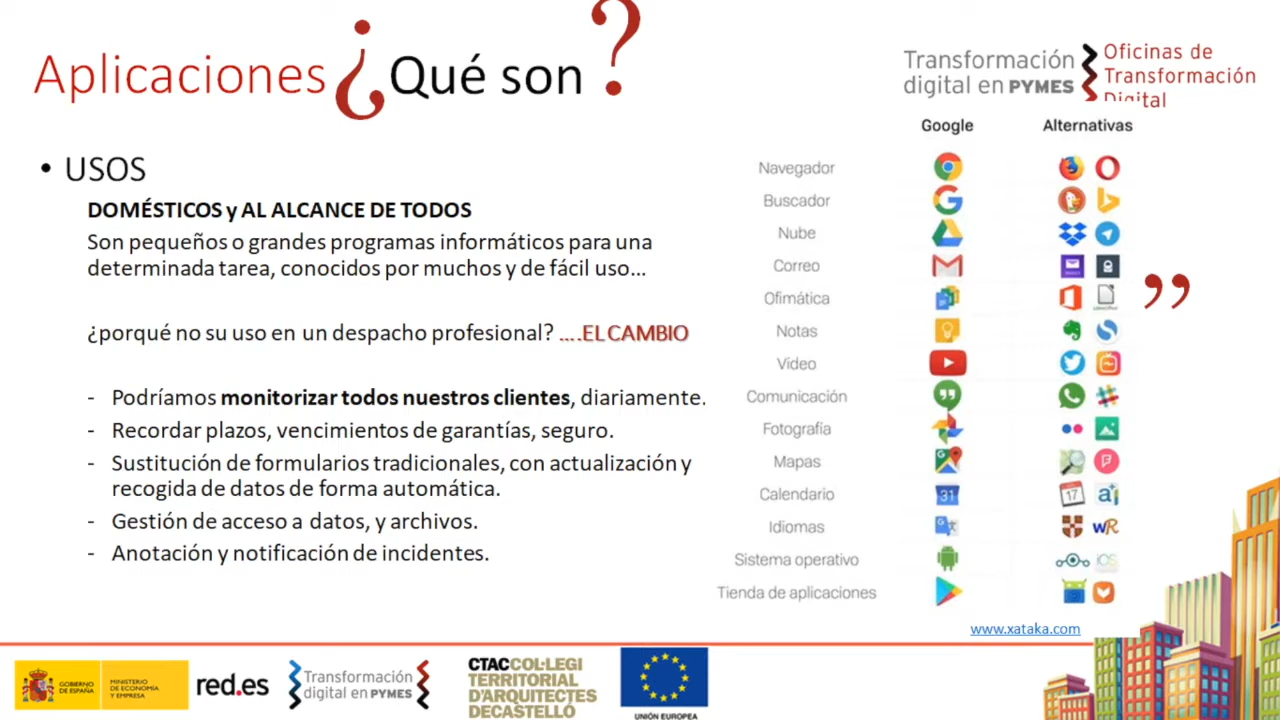 Aplicaciones ¿Qué son?
Transformación
digital en PYMES
Oficinas de
Transformación
Digital
• USOS
DOMÉSTICOS y AL ALCANCE DE TODOS
Son pequeños o grandes programas informáticos para una
determinada tarea, conocidos por muchos y de fácil uso...
¿porqué no su uso en un despacho profesional? ....EL CAMBIO
- Podríamos monitorizar todos nuestros clientes, diariamente.
- Recordar plazos, vencimientos de garantías, seguro.
- Sustitución de formularios tradicionales, con actualización y
recogida de datos de forma automática.
- Gestión de acceso a datos, y archivos.
- Anotación y notificación de incidentes.
Google Alternativas
Navegador
Buscador
Nube
Correo
Ofimática
Notas
Vídeo
Comunicación
Fotografía
Mapas
Calendario
31
17
Idiomas
wR
Sistema operativo
iOS
Tienda de aplicaciones
”
www.xataka.com
GOBIERNO
DE ESPAÑA
MINISTERIO
DE ECONOMÍA
Y EMPRESA
red.es
Transformación
digital en PYMES
CTAC COL·LEGI
TERRITORIAL
D'ARQUITECTES
DE CASTELLÓ
UNIÓN EUROPEA